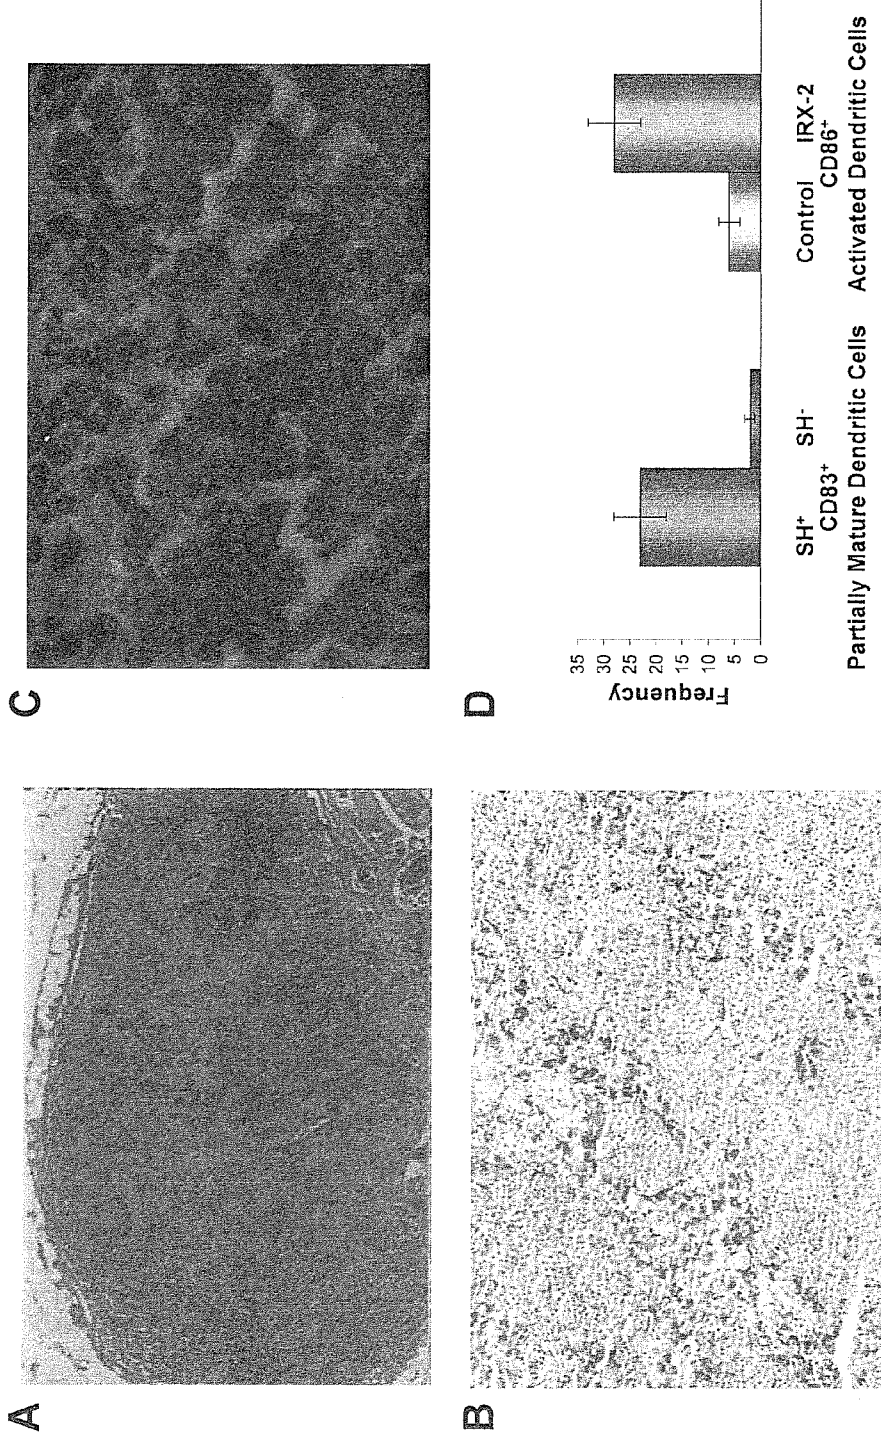 A
B
C
D
Frequency
35
30
25
20
15
10
5
0
SH+ SH- Control IRX-2
CD83+ CD86+
Partially Mature Dendritic Cells Activated Dendritic Cells